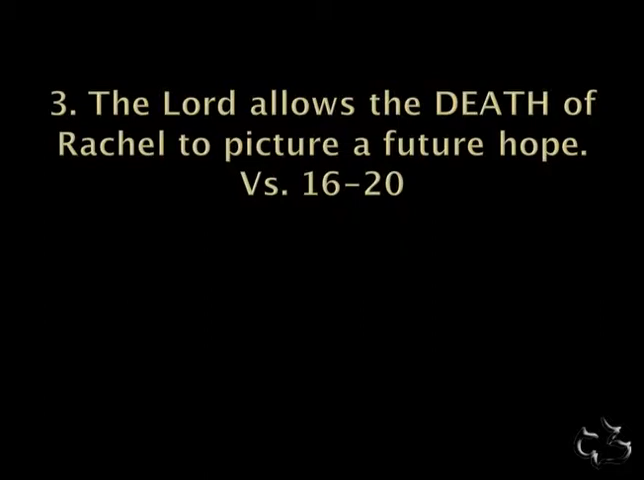 3. The Lord allows the DEATH of
Rachel to picture a future hope.
Vs. 16-20